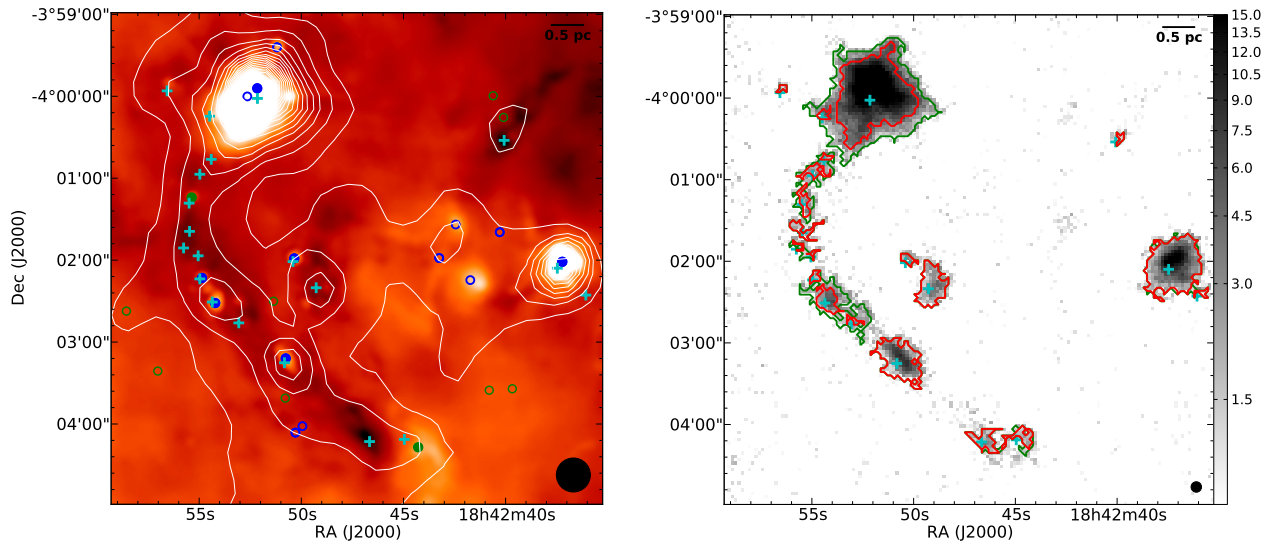 -3°59'00"
-4°00'00"
01'00"
02'00"
03'00"
04'00"
Dec (J2000)
55s
50s
45s
18h42m40s
RA (J2000)
0.5 pc
-3°59'00"
-4°00'00"
01'00"
02'00"
03'00"
04'00"
55s
50s
45s
18h42m40s
RA (J2000)
0.5 pc
15.0
13.5
12.0
10.5
9.0
7.5
6.0
4.5
3.0
1.5